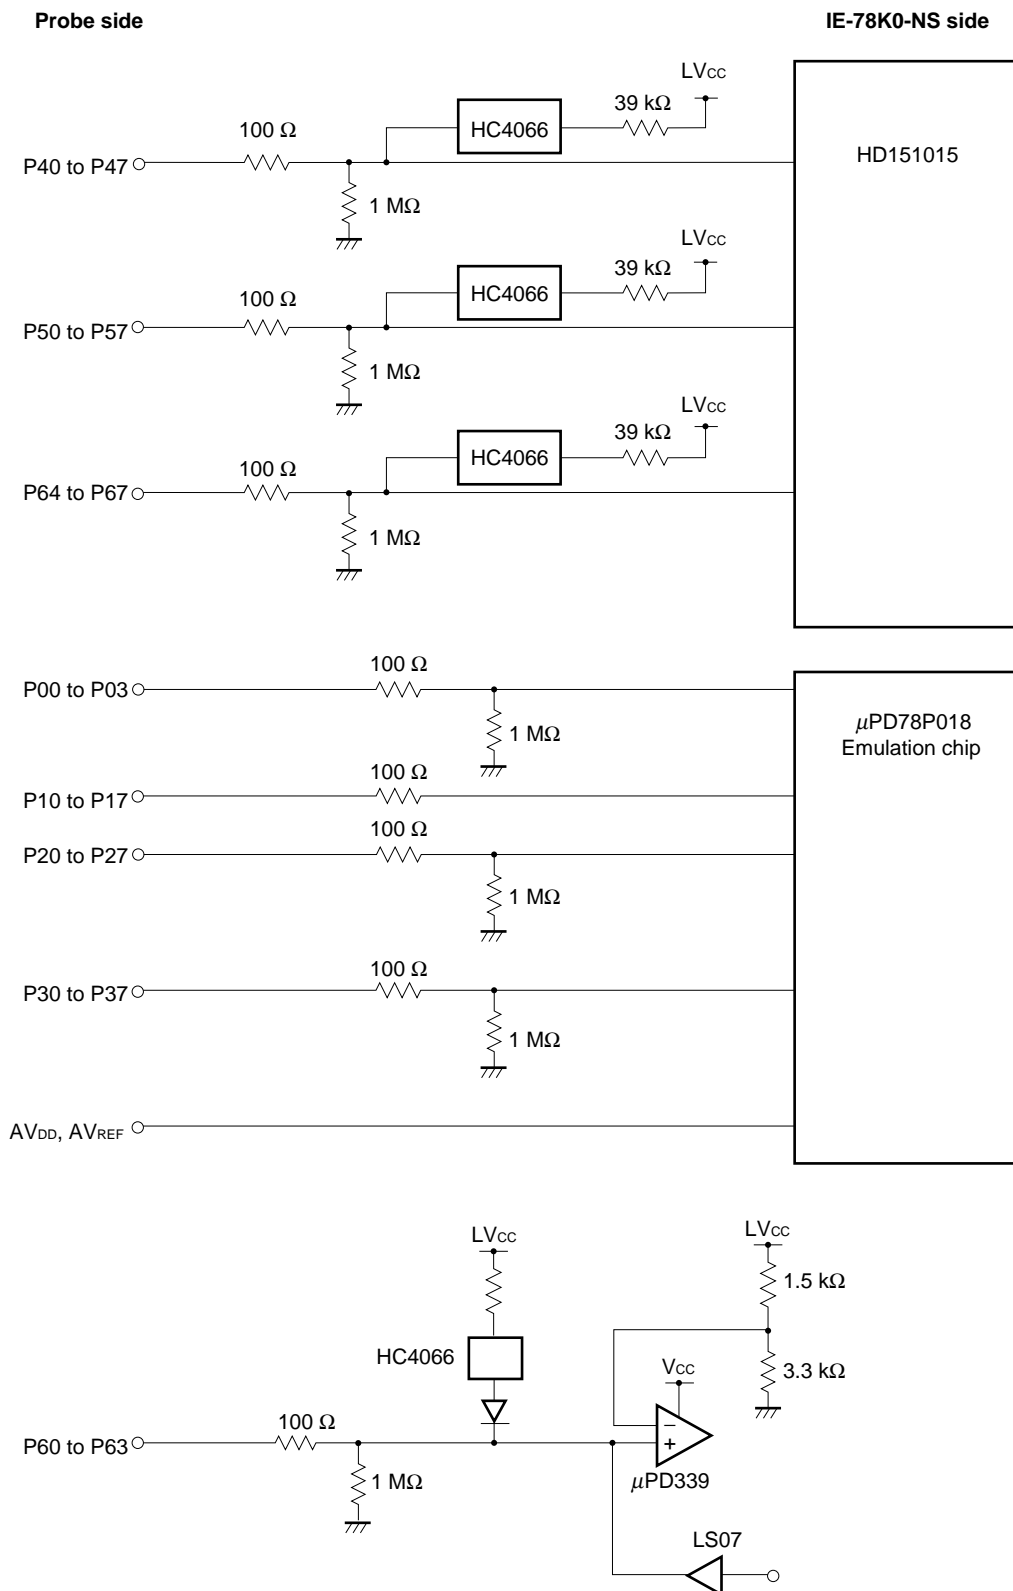 Probe side
IE-78K0-NS side
LVCC
39 kΩ
HC4066
100 Ω
P40 to P47
HD151015
1 MΩ
LVCC
39 kΩ
HC4066
100 Ω
P50 to P57
1 MΩ
LVCC
39 kΩ
HC4066
100 Ω
P64 to P67
1 MΩ
100 Ω
P00 to P03
1 MΩ
μPD78P018
Emulation chip
100 Ω
P10 to P17
100 Ω
P20 to P27
1 MΩ
100 Ω
P30 to P37
1 MΩ
AVDD, AVREF
LVCC
LVCC
1.5 kΩ
HC4066
VCC
3.3 kΩ
100 Ω
P60 to P63
−
+
1 MΩ
μPD339
LS07